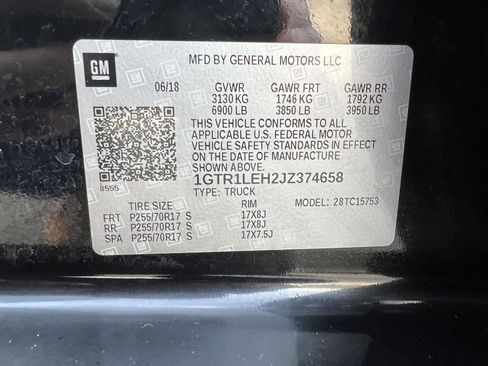 GM
MFD BY GENERAL MOTORS LLC
06/18 GVWR GAWR FRT GAWR RR
3130 KG 1746 KG 1792 KG
6900 LB 3850 LB 3950 LB
THIS VEHICLE CONFORMS TO ALL
APPLICABLE U.S. FEDERAL MOTOR
VEHICLE SAFETY STANDARDS IN EFFECT
ON THE DATE OF MANUFACTURE SHOWN ABOVE.
8555
1GTR1LEH2JZ374658
TYPE: TRUCK
TIRE SIZE RIM MODEL: 28TC15753
FRT P255/70R17 S 17X8J
RR P255/70R17 S 17X8J
SPA P255/70R17 S 17X7.5J